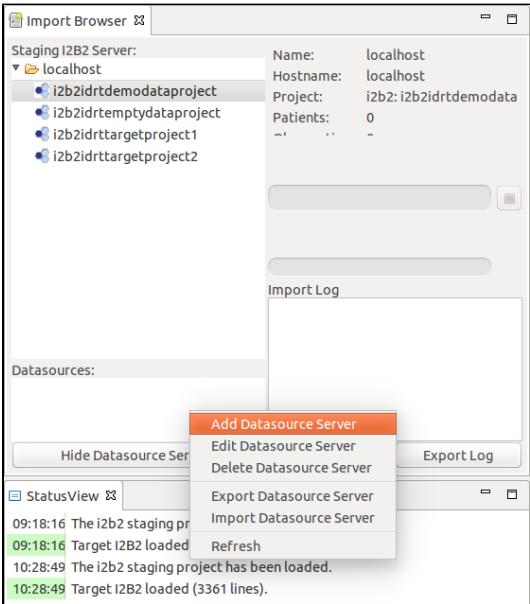 Import Browser
Staging I2B2 Server:
localhost
i2b2idrtdemodataproject
i2b2idrtemptydataproject
i2b2idrttargetproject1
i2b2idrttargetproject2
Name: localhost
Hostname: localhost
Project: i2b2: i2b2idrtdemodata
Patients: 0
Import Log
Datasources:
Hide Datasource Ser
Export Log
Add Datasource Server
Edit Datasource Server
Delete Datasource Server
Export Datasource Server
Import Datasource Server
Refresh
StatusView
09:18:16 The i2b2 staging pr
09:18:16 Target I2B2 loaded
10:28:49 The i2b2 staging project has been loaded.
10:28:49 Target I2B2 loaded (3361 lines).